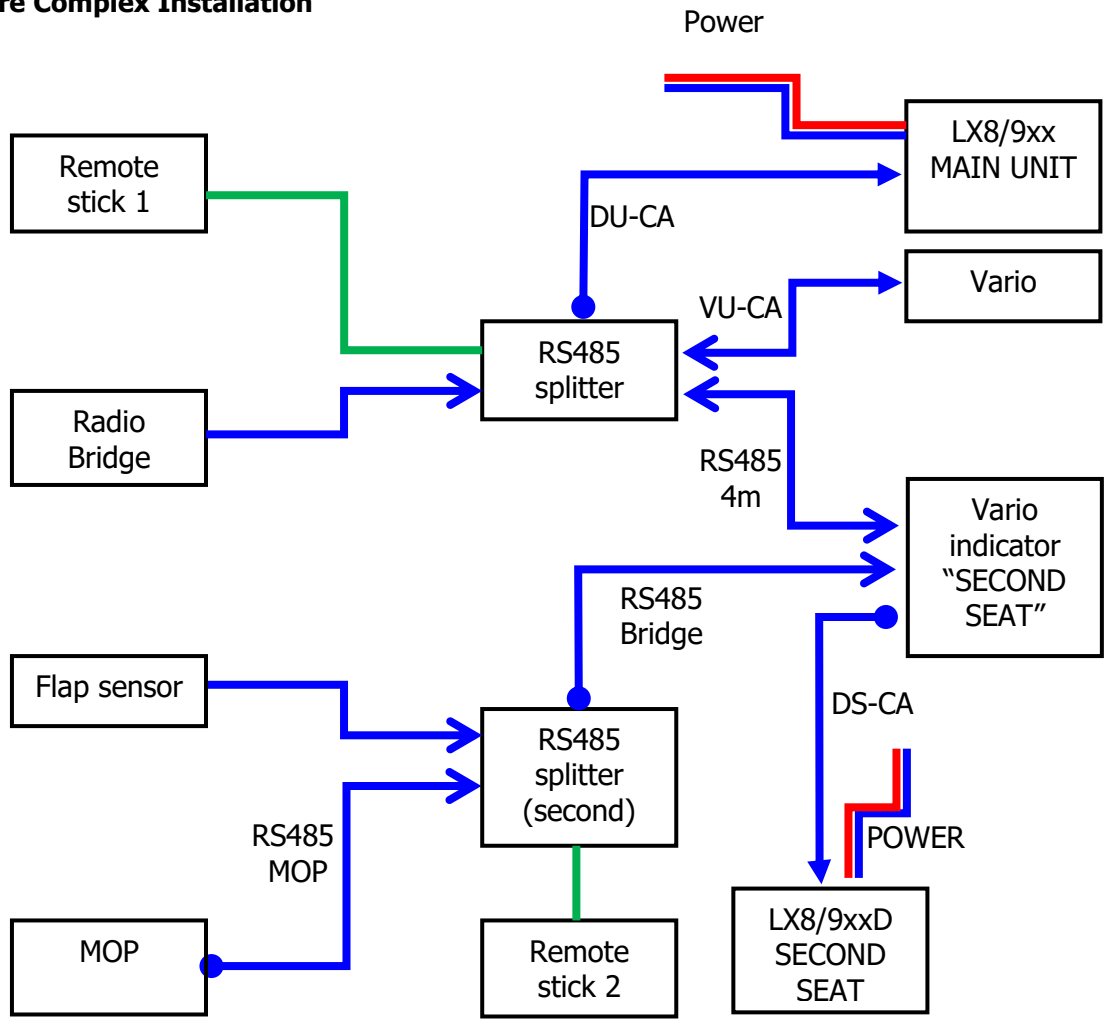 re Complex Installation
Power
LX8/9xx
MAIN UNIT
Remote
stick 1
DU-CA
Vario
VU-CA
RS485
splitter
Radio
Bridge
RS485
4m
Vario
indicator
“SECOND
SEAT”
RS485
Bridge
Flap sensor
DS-CA
RS485
splitter
(second)
RS485
MOP
POWER
MOP
Remote
stick 2
LX8/9xxD
SECOND
SEAT